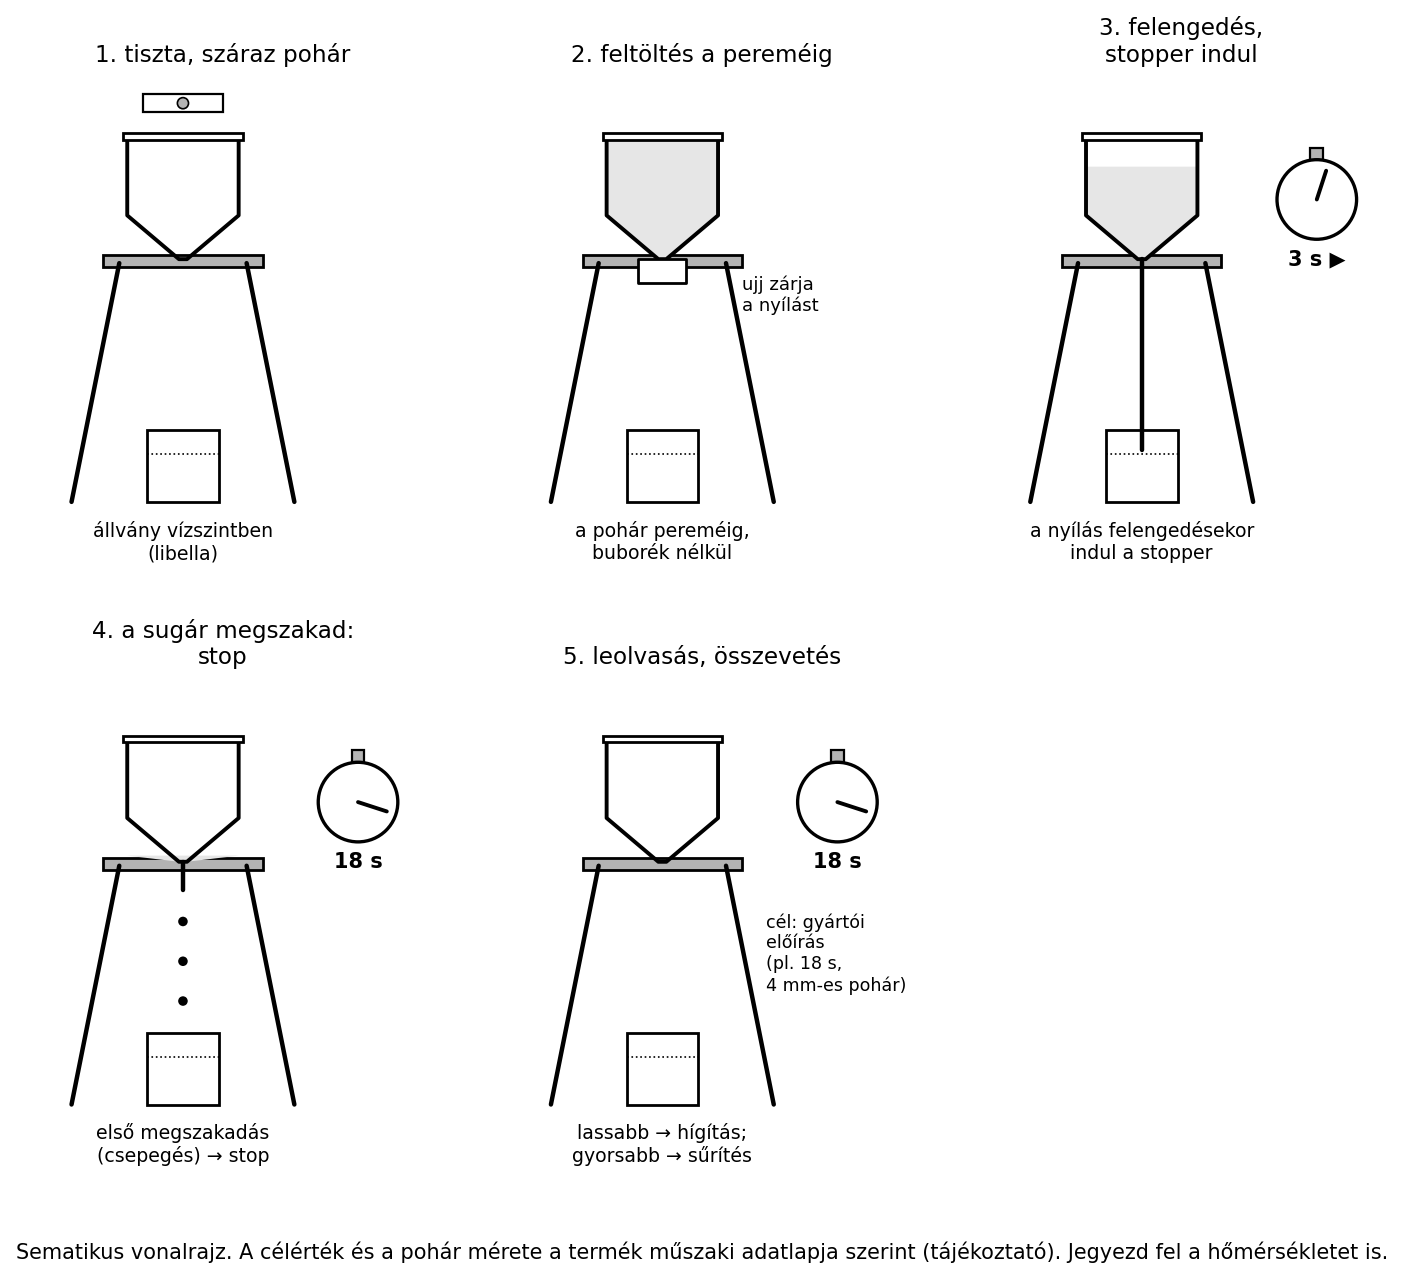 1. tiszta, száraz pohár
állvány vízszintben
(libella)
2. feltöltés a pereméig
ujj zárja
a nyílást
a pohár pereméig,
buborék nélkül
3. felengedés,
stopper indul
3 s ▶
a nyílás felengedésekor
indul a stopper
4. a sugár megszakad:
stop
18 s
első megszakadás
(csepegés) → stop
5. leolvasás, összevetés
18 s
cél: gyártói
előírás
(pl. 18 s,
4 mm-es pohár)
lassabb → hígítás;
gyorsabb → sűrítés
Sematikus vonalrajz. A célérték és a pohár mérete a termék műszaki adatlapja szerint (tájékoztató). Jegyezd fel a hőmérsékletet is.